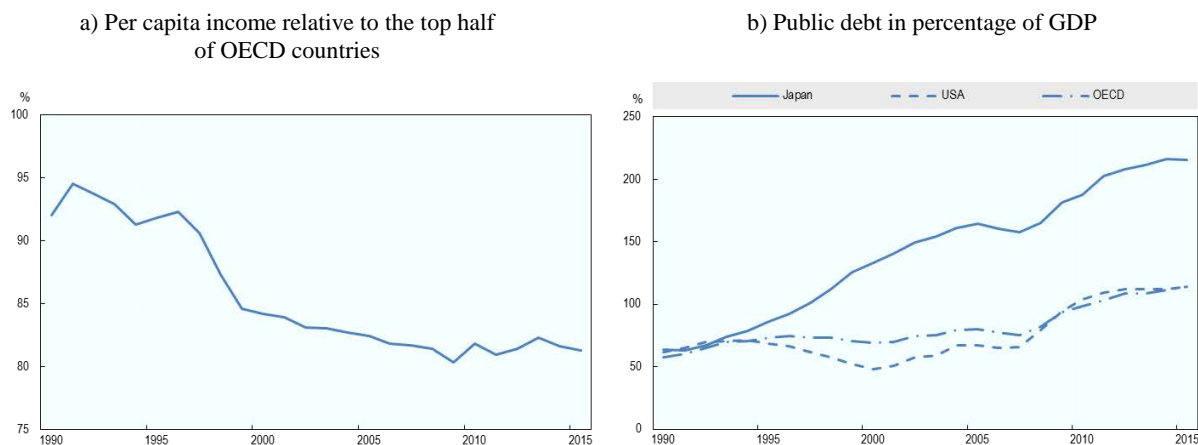 a) Per capita income relative to the top half
of OECD countries
%
100
95
90
85
80
75
1990 1995 2000 2005 2010 2015
b) Public debt in percentage of GDP
%
Japan USA OECD
250
200
150
100
50
0
1990 1995 2000 2005 2010 2015